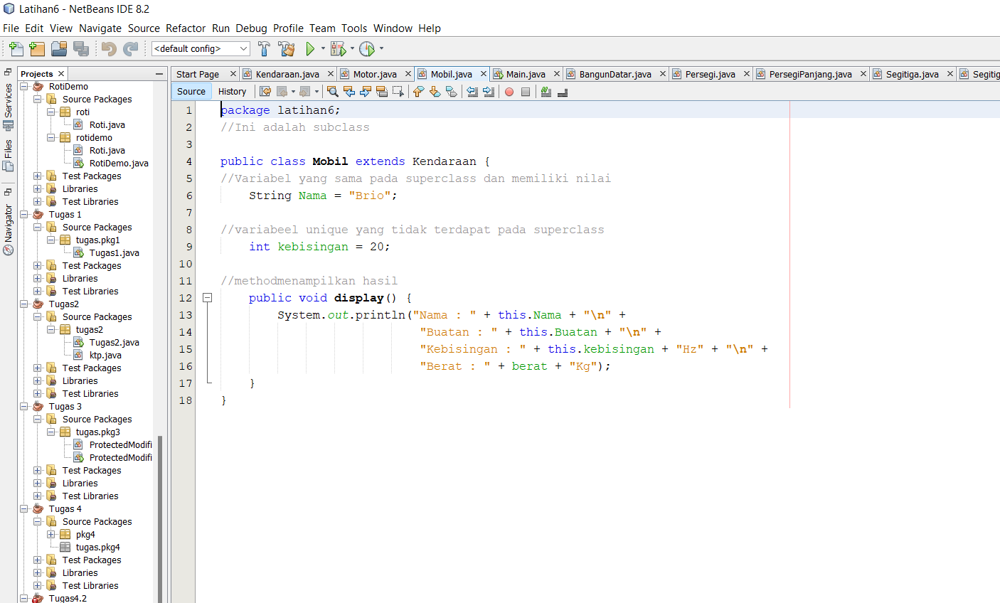 Latihan6 - NetBeans IDE 8.2
File Edit View Navigate Source Refactor Run Debug Profile Team Tools Window Help
<default config>
Services
Files
Navigator
Projects
RotiDemo
Source Packages
roti
Roti.java
rotidemo
Roti.java
RotiDemo.java
Test Packages
Libraries
Test Libraries
Tugas 1
Source Packages
tugas.pkg1
Tugas1.java
Test Packages
Libraries
Test Libraries
Tugas2
Source Packages
tugas2
Tugas2.java
ktp.java
Test Packages
Libraries
Test Libraries
Tugas 3
Source Packages
tugas.pkg3
ProtectedModifi
ProtectedModifi
Test Packages
Libraries
Test Libraries
Tugas 4
Source Packages
pkg4
tugas.pkg4
Test Packages
Libraries
Test Libraries
Tugas4.2
Start Page Kendaraan.java Motor.java Mobil.java Main.java BangunDatar.java Persegi.java PersegiPanjang.java Segitiga.java Segitig
Source History
1 package latihan6;
2 //Ini adalah subclass
3
4 public class Mobil extends Kendaraan {
5 //Variabel yang sama pada superclass dan memiliki nilai
6 String Nama = "Brio";
7
8 //variabeel unique yang tidak terdapat pada superclass
9 int kebisingan = 20;
10
11 //methodmenampilkan hasil
12 public void display() {
13 System.out.println("Nama : " + this.Nama + "\n" +
14 "Buatan : " + this.Buatan + "\n" +
15 "Kebisingan : " + this.kebisingan + "Hz" + "\n" +
16 "Berat : " + berat + "Kg");
17 }
18 }